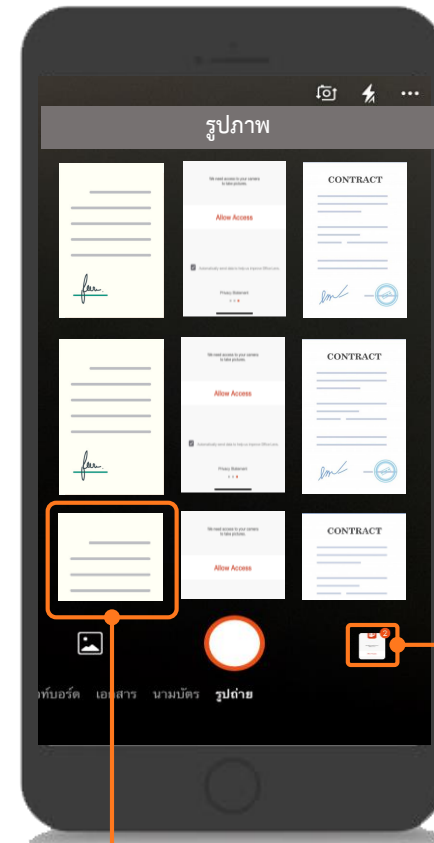 รูปภาพ
We need access to your camera
to take pictures.
CONTRACT
Allow Access
Automatically send data to help us improve Office Lens.
Privacy Statement
We need access to your camera
to take pictures.
CONTRACT
Allow Access
Automatically send data to help us improve Office Lens.
Privacy Statement
We need access to your camera
to take pictures.
CONTRACT
Allow Access
2
ท์บอร์ด เอกสาร นามบัตร รูปถ่าย